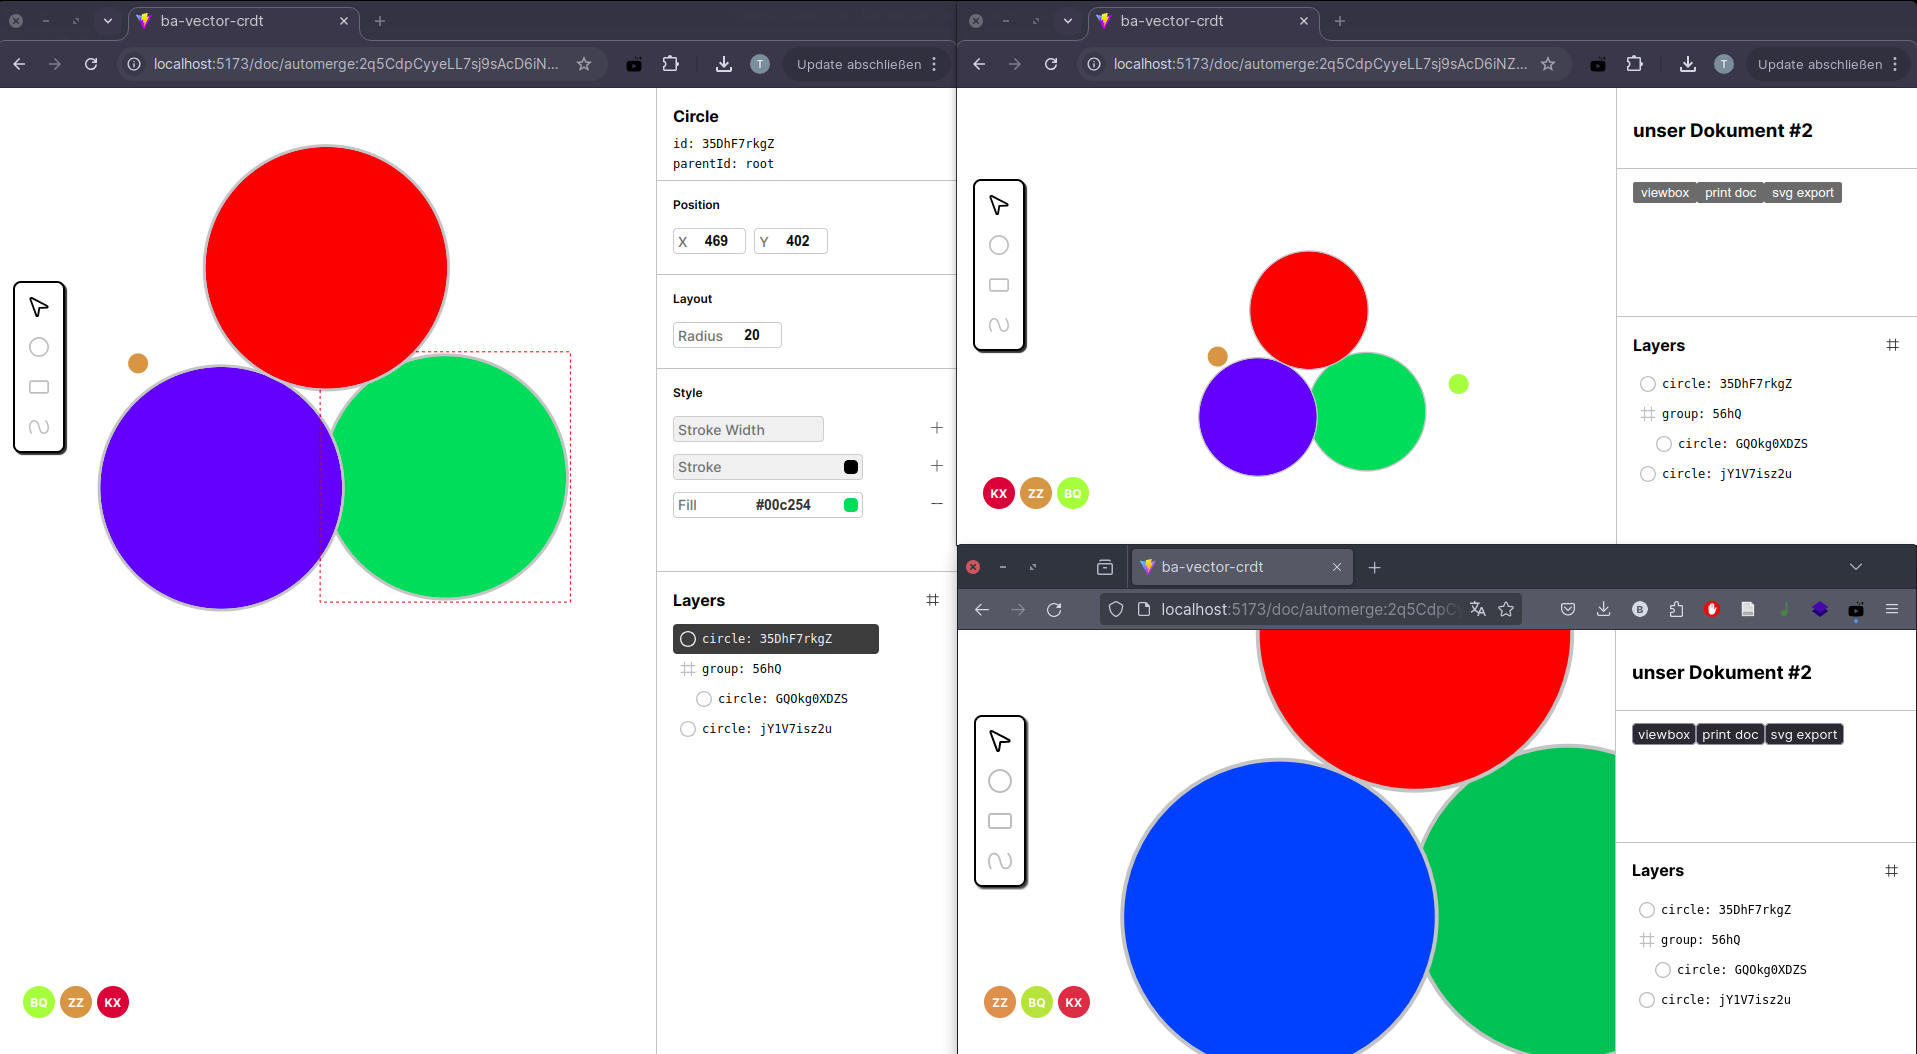 ba-vector-crdt
localhost:5173/doc/automerge:2q5CdpCyyeLL7sj9sAcD6iN...
T
Update abschließen
Circle
id: 35DhF7rkgZ
parentId: root
Position
X 469 Y 402
Layout
Radius 20
Style
Stroke Width
Stroke
Fill #00c254
Layers
circle: 35DhF7rkgZ
group: 56hQ
circle: GQOkg0XDZS
circle: jY1V7isz2u
BQ ZZ KX
ba-vector-crdt
localhost:5173/doc/automerge:2q5CdpCyyeLL7sj9sAcD6iNZ...
T
Update abschließen
unser Dokument #2
viewbox print doc svg export
Layers
circle: 35DhF7rkgZ
group: 56hQ
circle: GQOkg0XDZS
circle: jY1V7isz2u
KX ZZ BQ
ba-vector-crdt
localhost:5173/doc/automerge:2q5CdpC
B
unser Dokument #2
viewbox print doc svg export
Layers
circle: 35DhF7rkgZ
group: 56hQ
circle: GQOkg0XDZS
circle: jY1V7isz2u
ZZ BQ KX